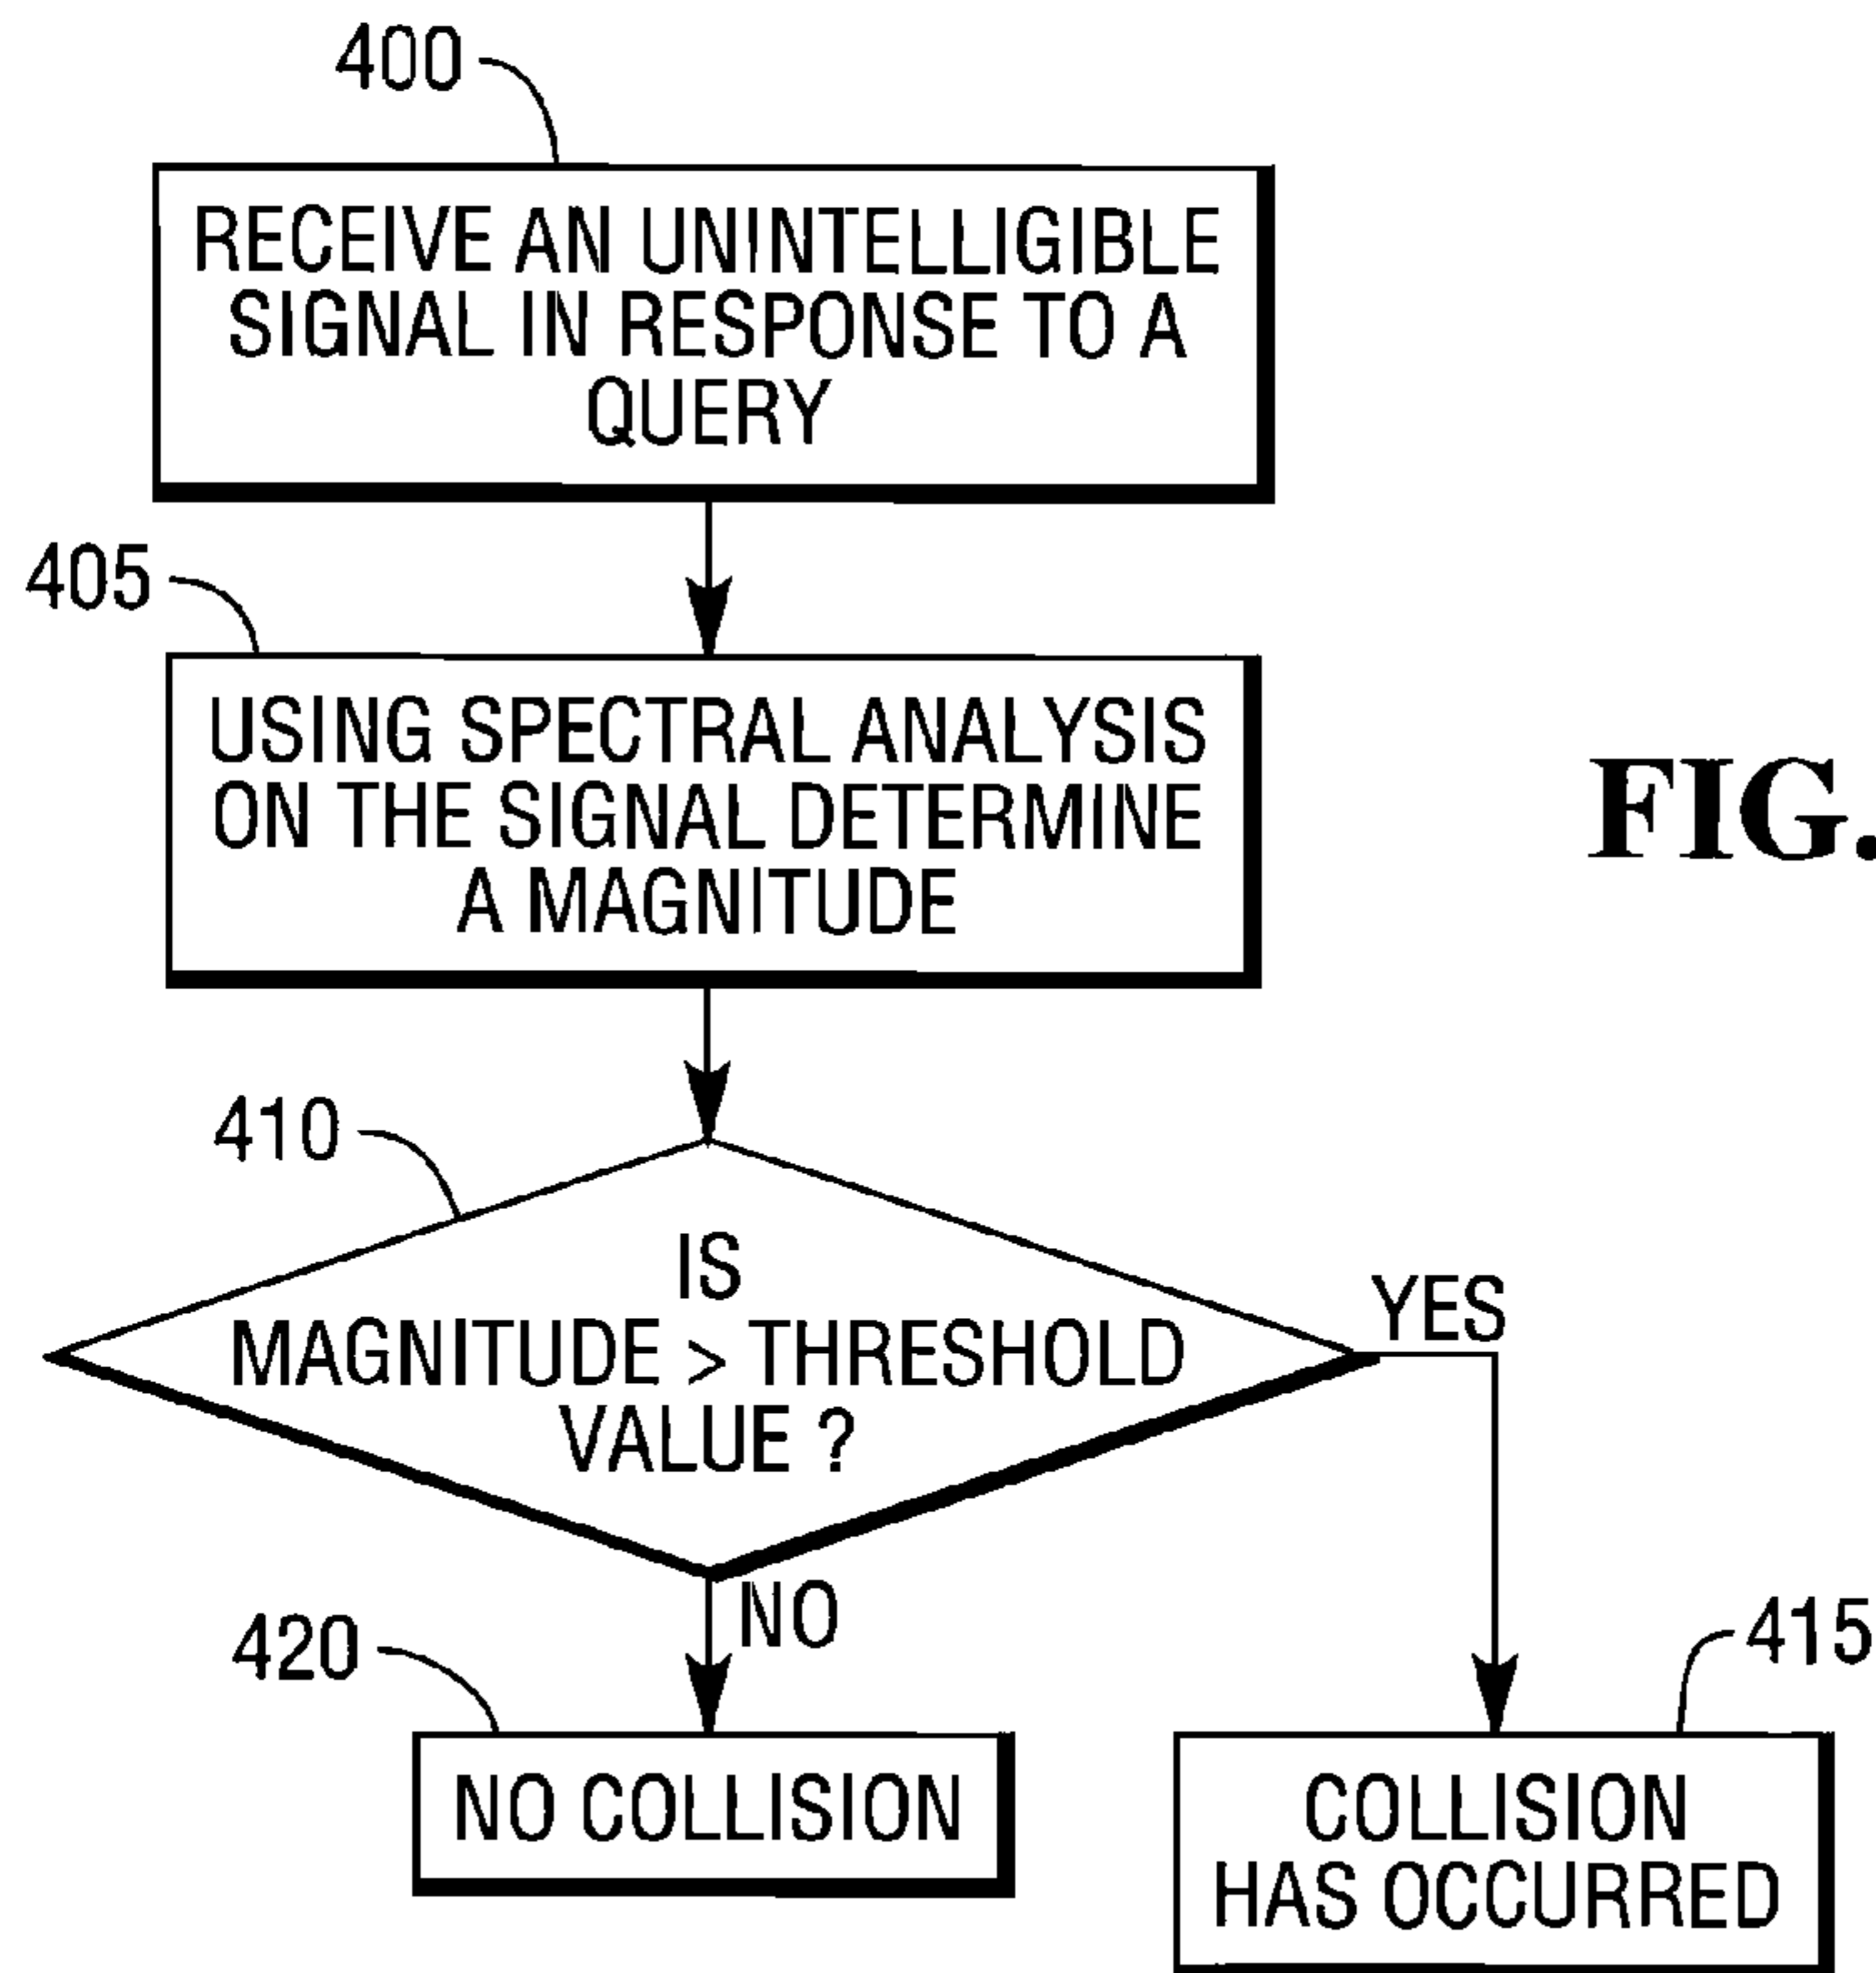 400
RECEIVE AN UNINTELLIGIBLE
SIGNAL IN RESPONSE TO A
QUERY
405
USING SPECTRAL ANALYSIS
ON THE SIGNAL DETERMINE
A MAGNITUDE
FIG.
410
IS
MAGNITUDE > THRESHOLD
VALUE ?
YES
NO
420
NO COLLISION
415
COLLISION
HAS OCCURRED